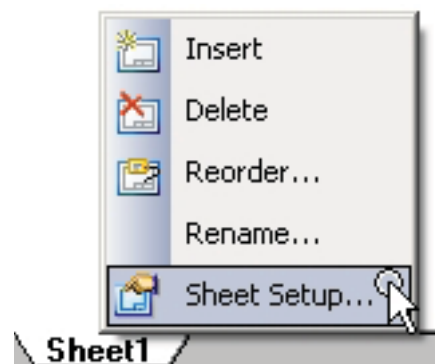 Insert
Delete
Reorder...
Rename...
Sheet Setup...
Sheet1